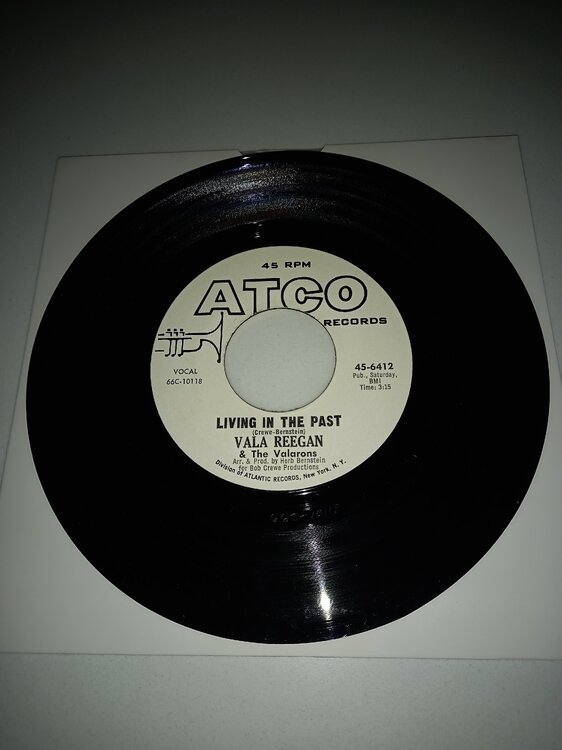 45 RPM
ATCO
RECORDS
VOCAL
66C-10118
45-6412
Pub., Saturday,
BMI
Time: 3:15
LIVING IN THE PAST
(Crewe-Bernstein)
VALA REEGAN
& The Valarons
Arr. & Prod. by Herb Bernstein
for Bob Crewe Productions
Division of ATLANTIC RECORDS, New York, N. Y.